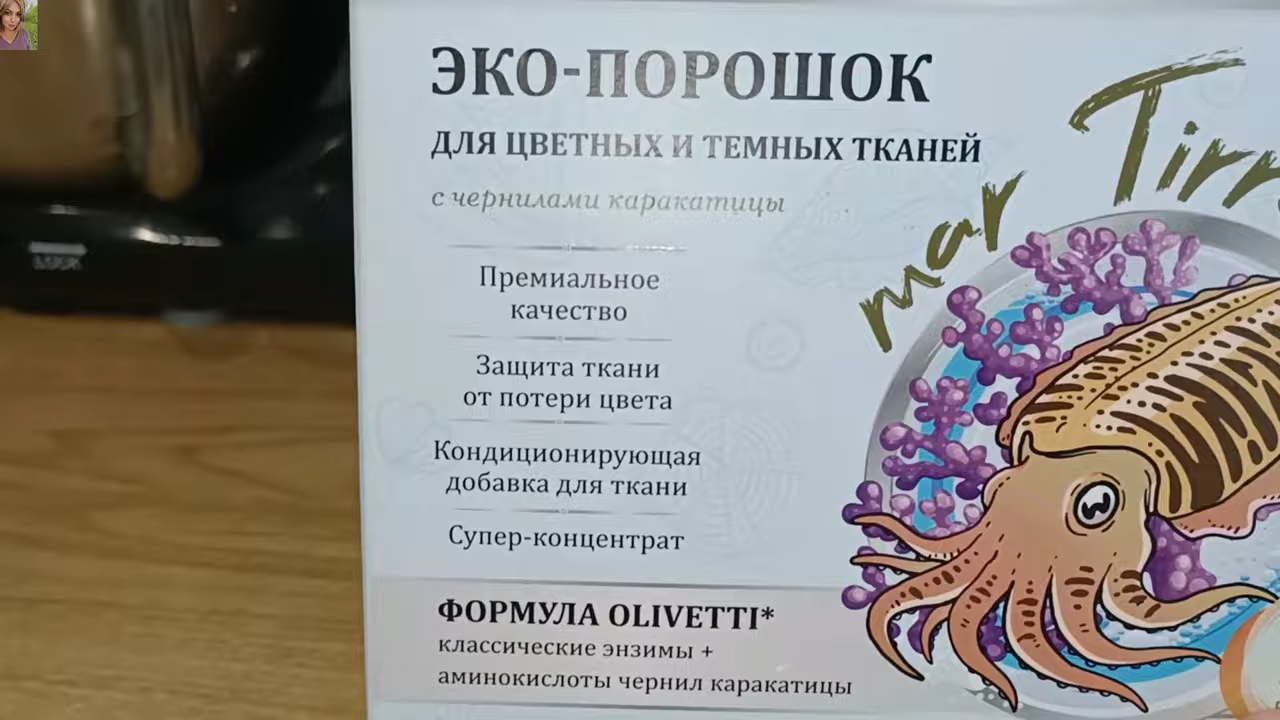 ЭКО-ПОРОШОК
ДЛЯ ЦВЕТНЫХ И ТЕМНЫХ ТКАНЕЙ
с чернилами каракатицы
Премиальное
качество
Защита ткани
от потери цвета
Кондиционирующая
добавка для ткани
Супер-концентрат
ФОРМУЛА OLIVETTI*
классические энзимы +
аминокислоты чернил каракатицы
mar